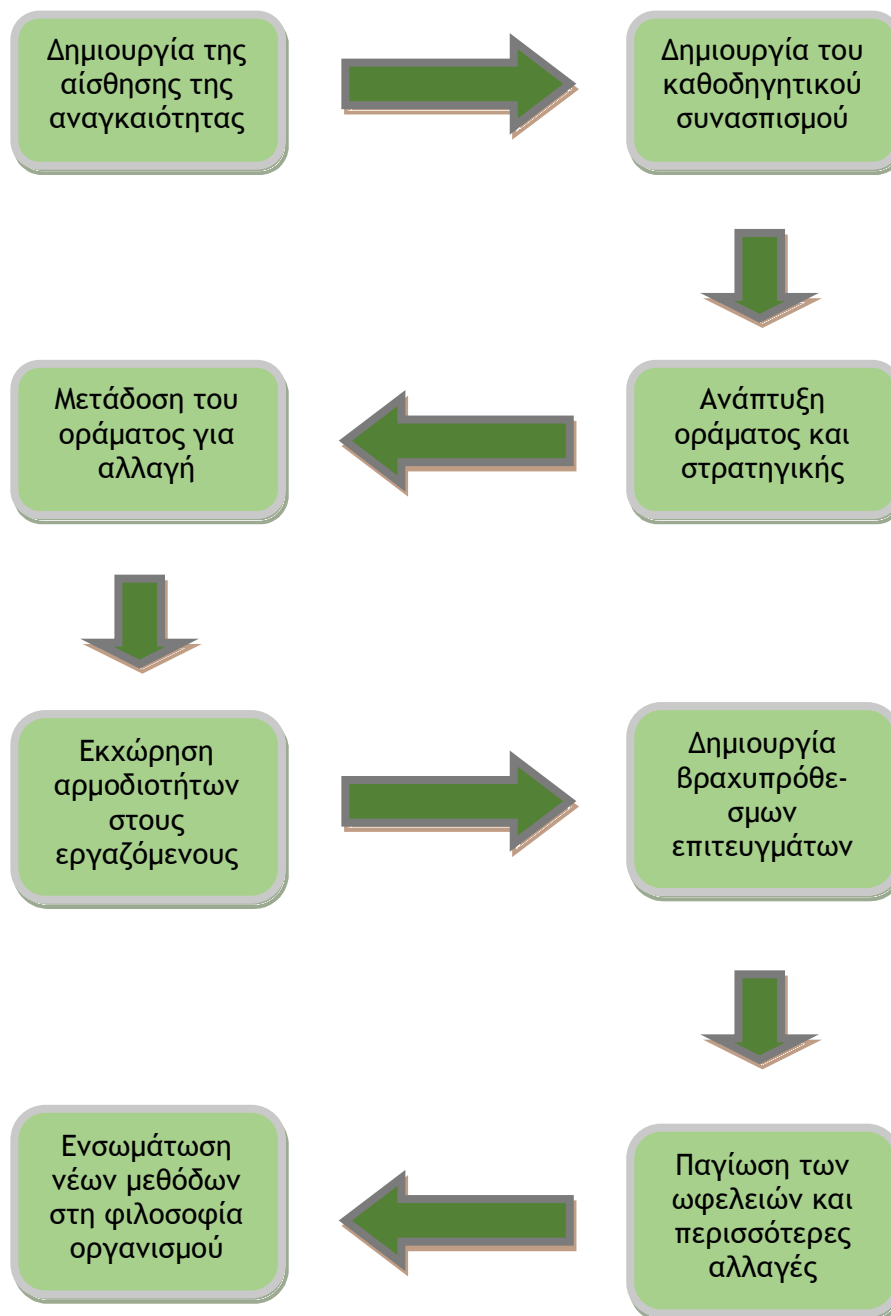 Δημιουργία της
αίσθησης της
αναγκαιότητας
Δημιουργία του
καθοδηγητικού
συνασπισμού
Ανάπτυξη
οράματος και
στρατηγικής
Μετάδοση του
οράματος για
αλλαγή
Εκχώρηση
αρμοδιοτήτων
στους
εργαζόμενους
Δημιουργία
βραχυπρόθε-
σμων
επιτευγμάτων
Παγίωση των
ωφελειών και
περισσότερες
αλλαγές
Ενσωμάτωση
νέων μεθόδων
στη φιλοσοφία
οργανισμού